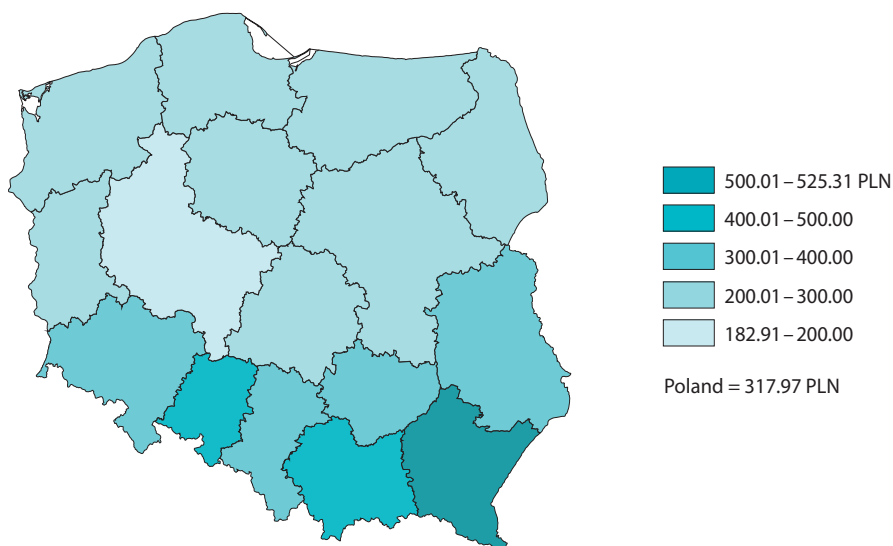 500.01 – 525.31 PLN
400.01 – 500.00
300.01 – 400.00
200.01 – 300.00
182.91 – 200.00
Poland = 317.97 PLN